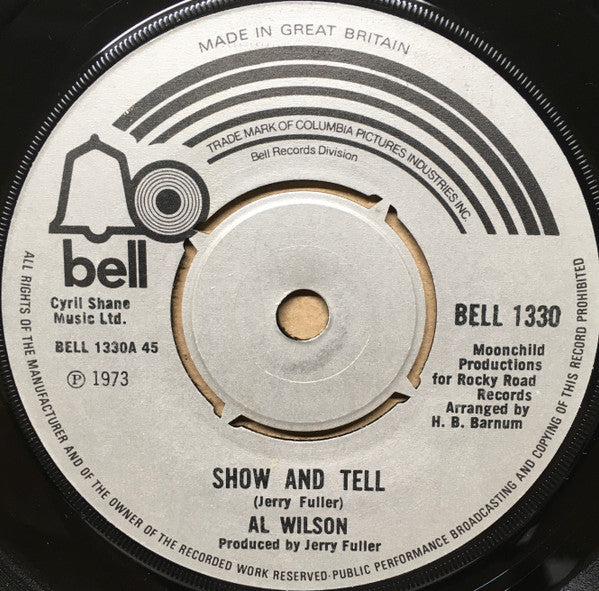 MADE IN GREAT BRITAIN
TRADE MARK OF COLUMBIA PICTURES INDUSTRIES INC.
Bell Records Division
bell
Cyril Shane
Music Ltd.
BELL 1330A 45
Ⓟ 1973
BELL 1330
Moonchild
Productions
for Rocky Road
Records
Arranged by
H. B. Barnum
SHOW AND TELL
(Jerry Fuller)
AL WILSON
Produced by Jerry Fuller
ALL RIGHTS OF THE MANUFACTURER AND OF THE OWNER OF THE RECORDED WORK RESERVED·PUBLIC PERFORMANCE BROADCASTING AND COPYING OF THIS RECORD PROHIBITED